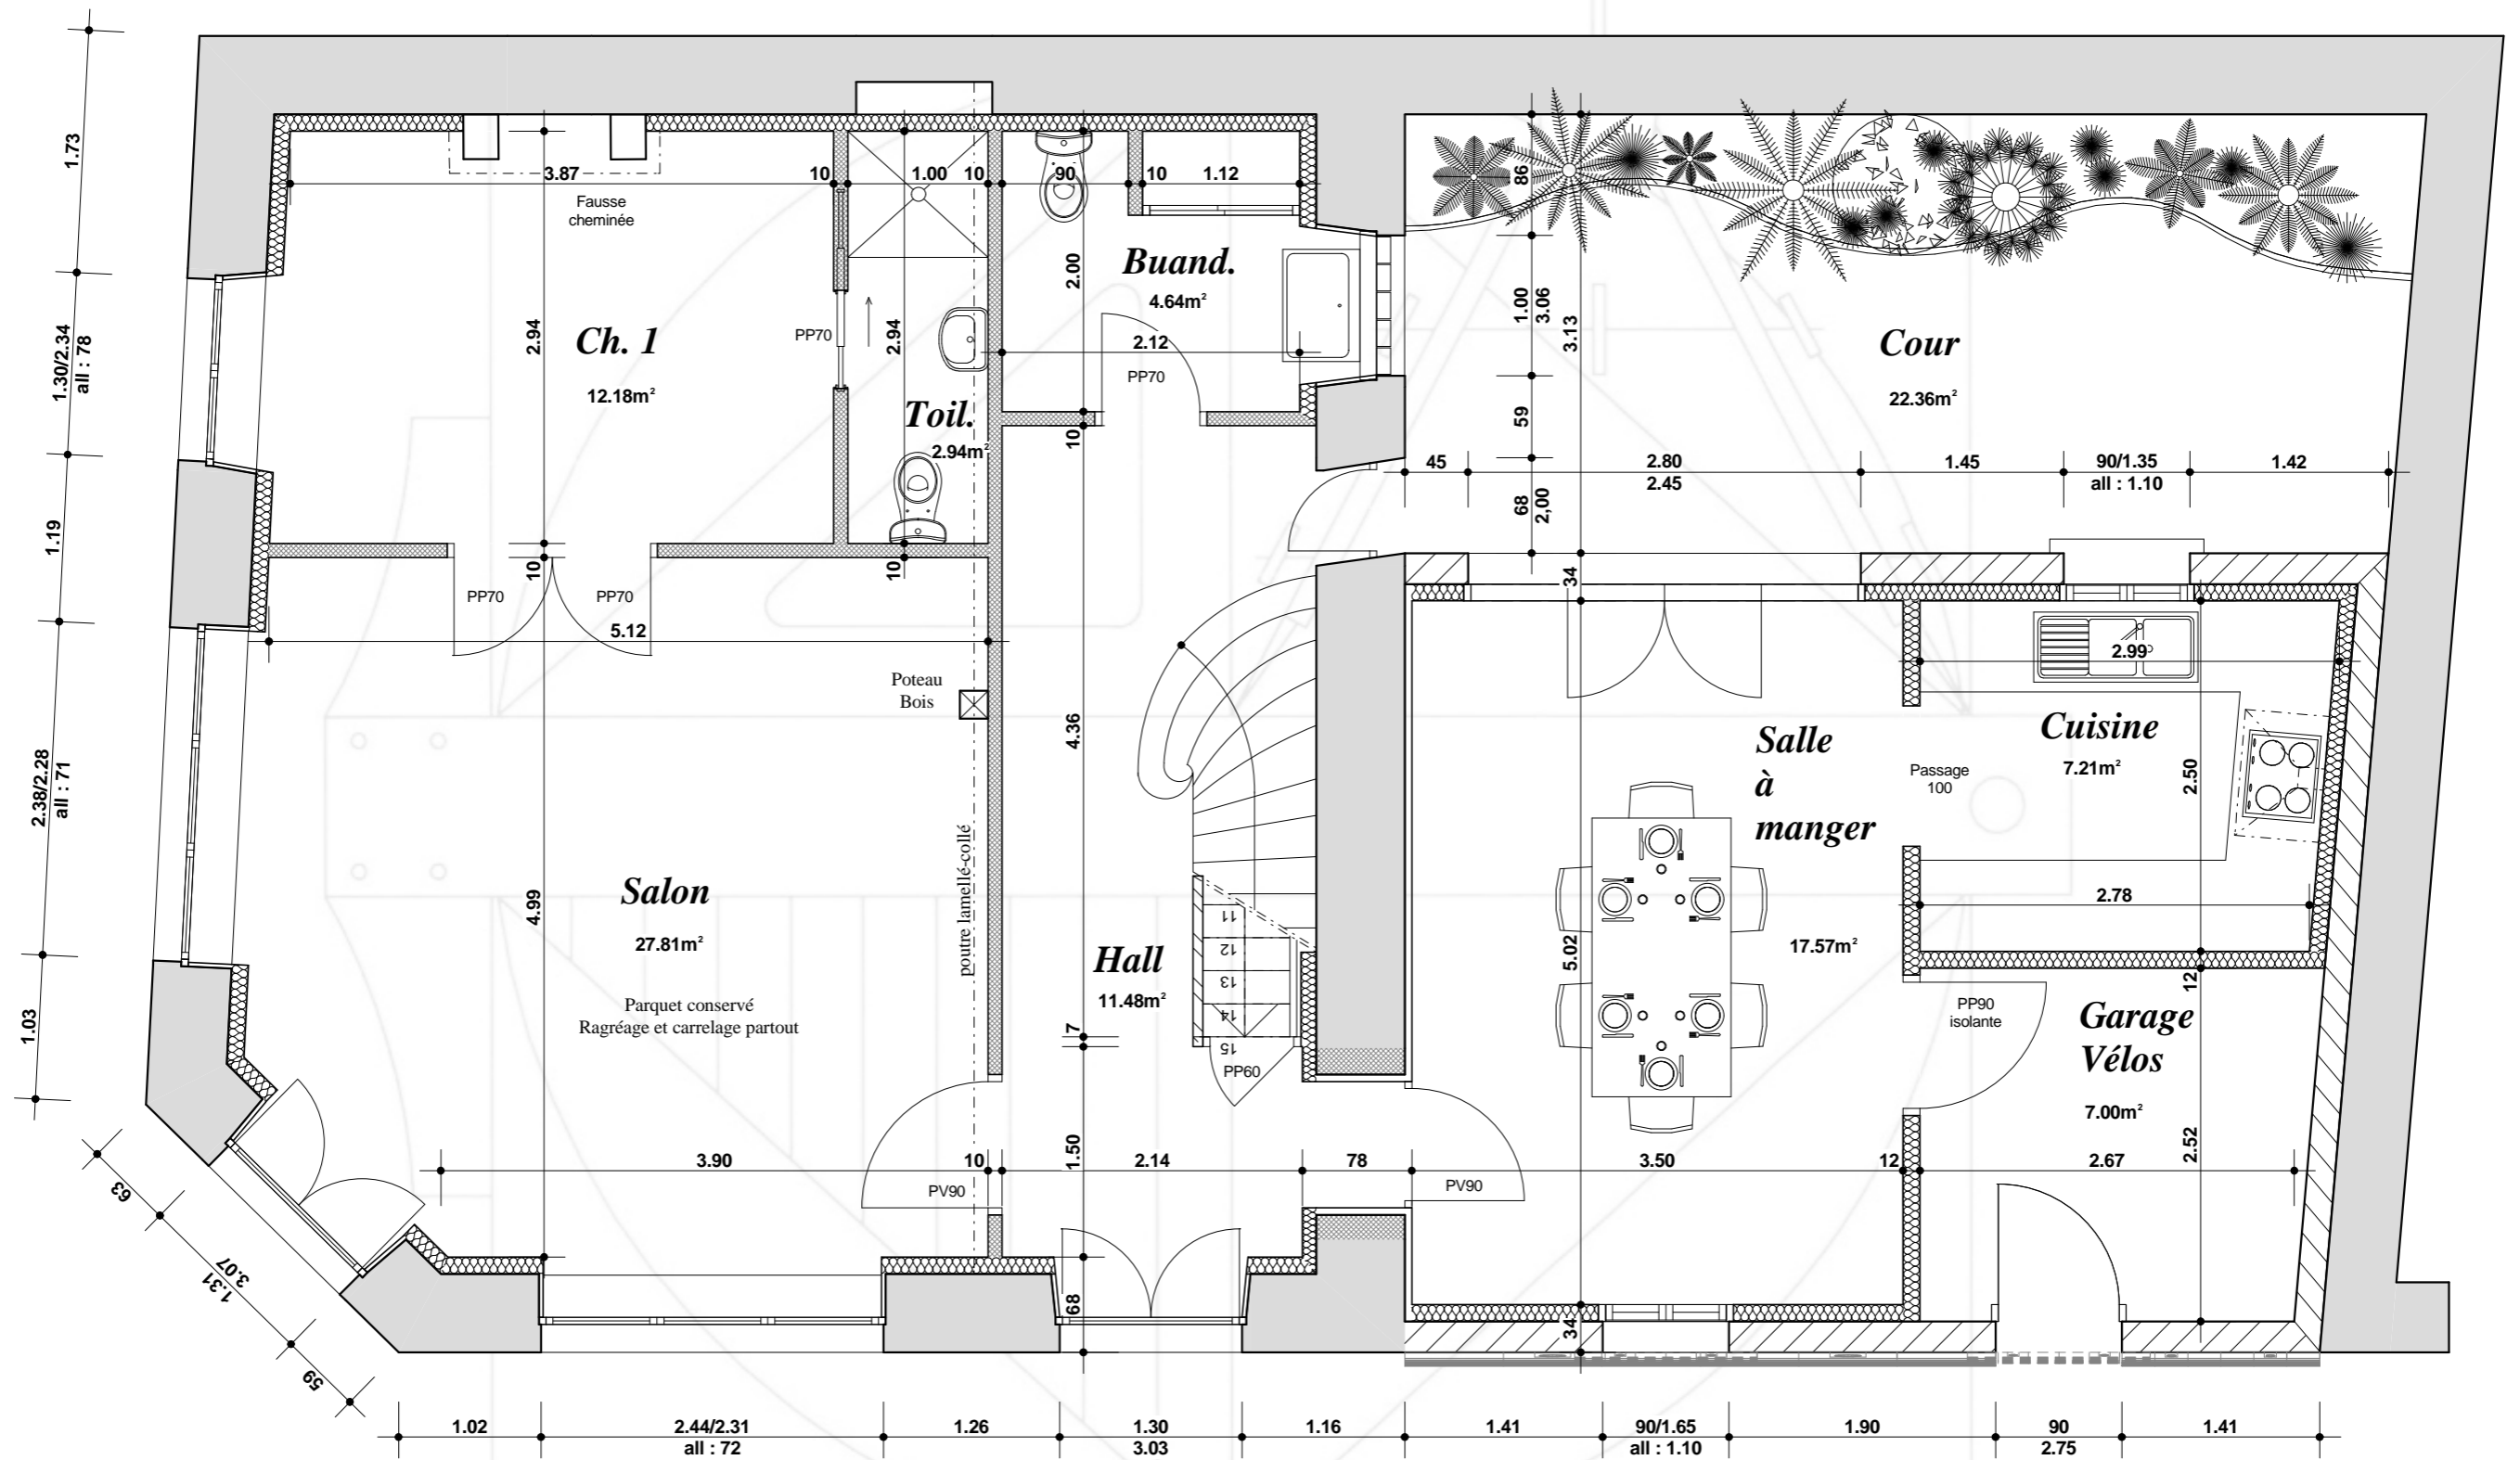 1.73
1.30/2.34
all : 78
1.19
2.38/2.28
all : 71
1.03
63
1.31
3.07
59
3.87
10
1.00
10
90
10
1.12
Fausse
cheminée
2.94
Ch. 1
12.18m²
PP70
2.94
Toil.
2.94m²
2.00
Buand.
4.64m²
2.12
PP70
10
10
10
86
1.00
3.06
3.13
59
68
2,00
Cour
22.36m²
45
2.80
2.45
1.45
90/1.35
all : 1.10
1.42
34
PP70
PP70
5.12
Poteau
Bois
4.99
Salon
27.81m²
Parquet conservé
Ragréage et carrelage partout
poutre lamellé-collé
4.36
Hall
11.48m²
11
12
13
14
15
PP60
7
1.50
68
Salle
à
manger
17.57m²
5.02
Passage
100
2.99
Cuisine
7.21m²
2.50
2.78
12
PP90
isolante
Garage
Vélos
7.00m²
2.52
3.90
10
2.14
78
3.50
12
2.67
PV90
PV90
34
1.02
2.44/2.31
all : 72
1.26
1.30
3.03
1.16
1.41
90/1.65
all : 1.10
1.90
90
2.75
1.41